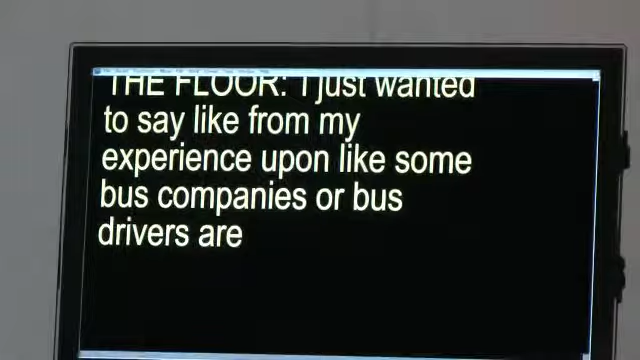 THE FLOOR: I just wanted
to say like from my
experience upon like some
bus companies or bus
drivers are